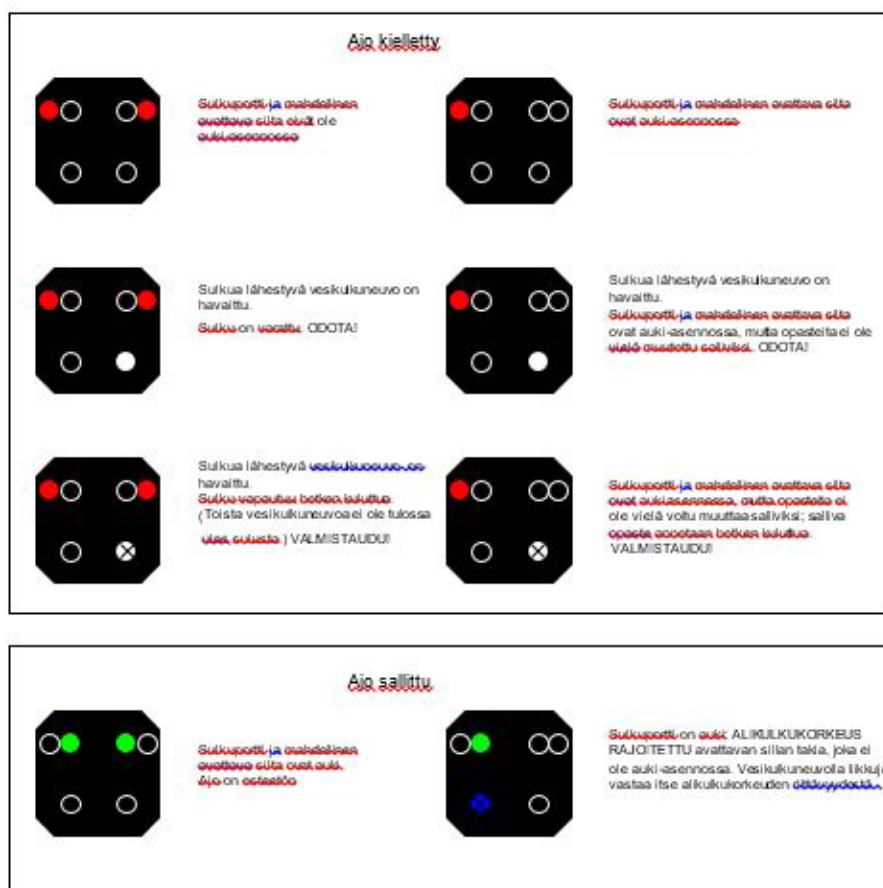 Ajo kielletty
Sulkuportti ja mahdollinen
avattava silta eivät ole
auki-asennossa
Sulkuportti ja mahdollinen avattava silta
ovat auki-asennossa
Sulkua lähestyvä vesikulkuneuvo on
havaittu.
Sulku on varattu. ODOTA!
Sulkua lähestyvä vesikulkuneuvo on
havaittu.
Sulkuportti ja mahdollinen avattava silta
ovat auki-asennossa, mutta opasteita ei ole
vielä muutettu salliviksi. ODOTA!
Sulkua lähestyvä vesikulkuneuvo on
havaittu.
Sulku vapautuu hetken kuluttua.
(Toista vesikulkuneuvoa ei ole tulossa
ulos sulusta.) VALMISTAUDU!
Sulkuportti ja mahdollinen avattava silta
ovat aukiasennossa, mutta opasteita ei
ole vielä voitu muuttaa salliviksi; salliva
opaste annetaan hetken kuluttua.
VALMISTAUDU!
Ajo sallittu
Sulkuportti ja mahdollinen
avattava silta ovat auki.
Ajo on esteetön
Sulkuportti on auki. ALIKULKUKORKEUS
RAJOITETTU avattavan sillan takia, joka ei
ole auki-asennossa. Vesikulkuneuvolla liikkuja
vastaa itse alikulkukorkeuden riittävyydestä.